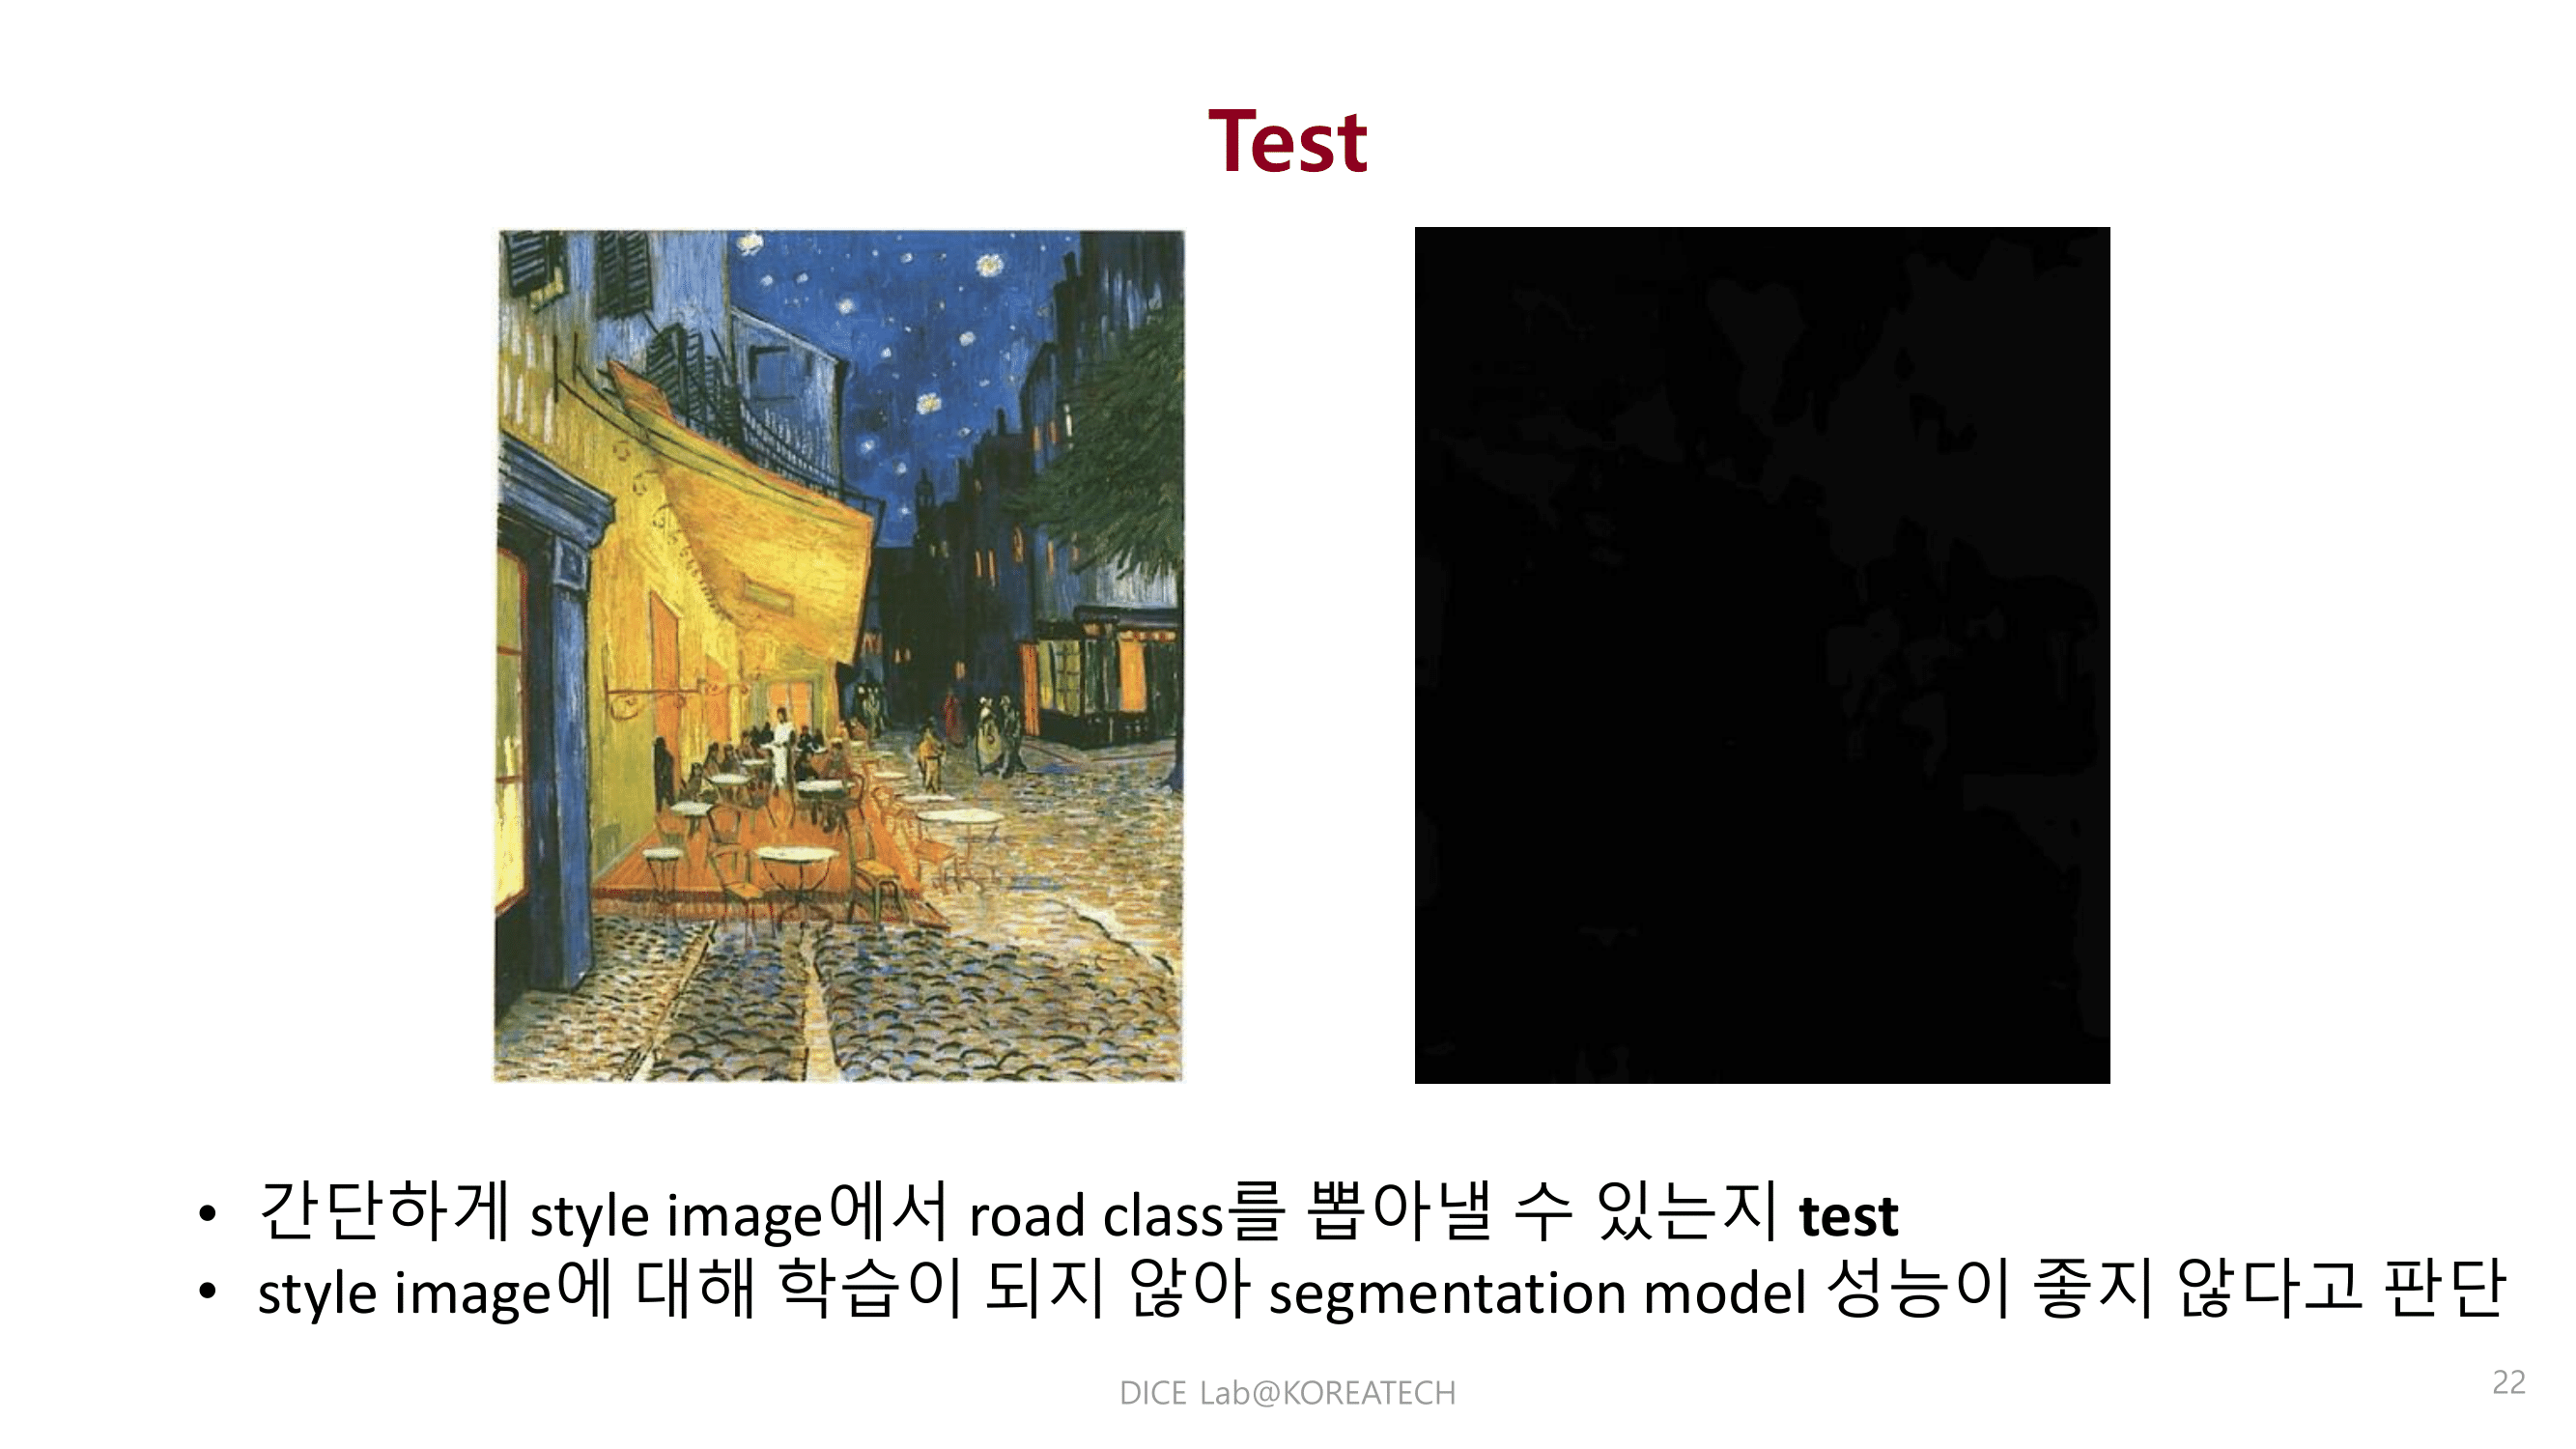 Test
• 간단하게 style image에서 road class를 뽑아낼 수 있는지 test
• style image에 대해 학습이 되지 않아 segmentation model 성능이 좋지 않다고 판단
DICE Lab@KOREATECH
22